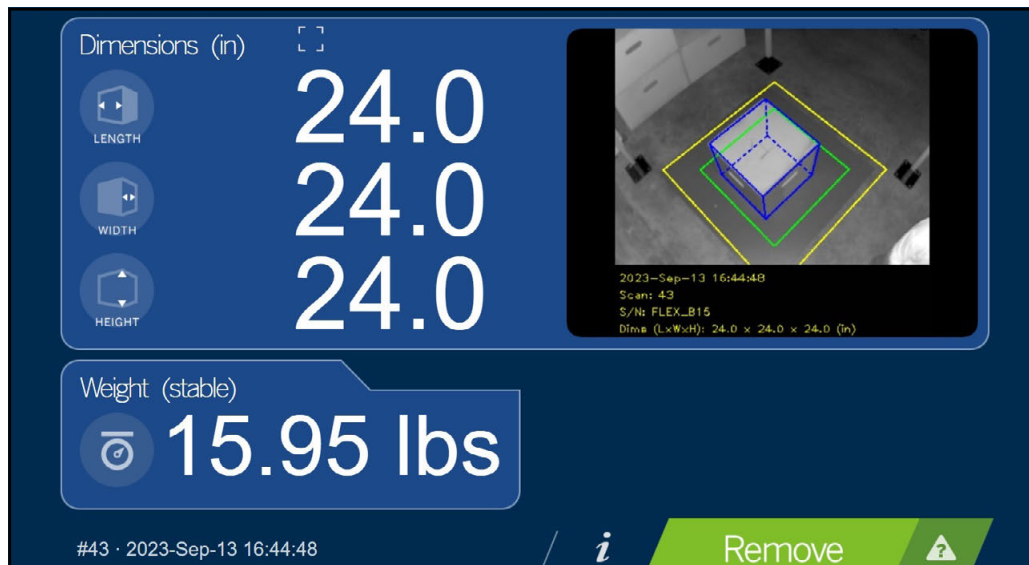 Dimensions (in)
LENGTH
24.0
WIDTH
24.0
HEIGHT
24.0
2023-Sep-13 16:44:48
Scan: 43
S/N: FLEX_B15
Dims (LxWxH): 24.0 x 24.0 x 24.0 (in)
Weight (stable)
15.95 lbs
#43 · 2023-Sep-13 16:44:48
i
Remove
?